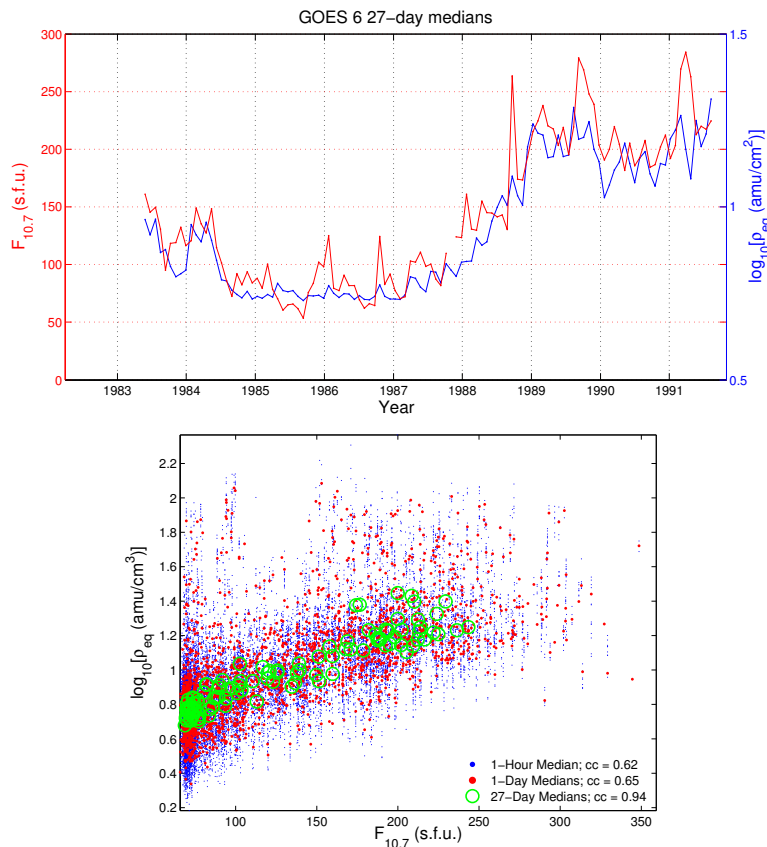 GOES 6 27-day medians
300
250
200
150
100
50
0
F10.7 (s.f.u.)
1.5
1
0.5
log10[ρeq (amu/cm²)]
1983 1984 1985 1986 1987 1988 1989 1990 1991
Year
2.2
2
1.8
1.6
1.4
1.2
1
0.8
0.6
0.4
0.2
log10[ρeq (amu/cm³)]
1−Hour Median; cc = 0.62
1−Day Medians; cc = 0.65
27−Day Medians; cc = 0.94
100 150 200 250 300 350
F10.7 (s.f.u.)